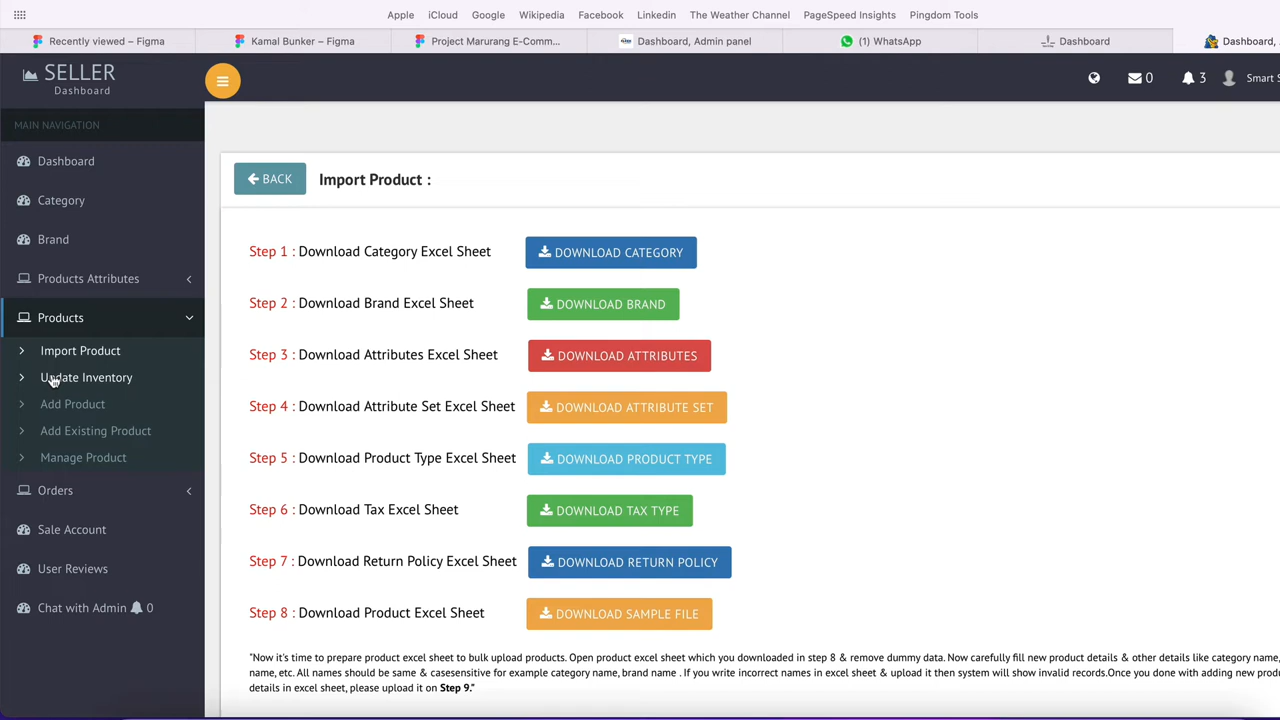 Apple iCloud Google Wikipedia Facebook Linkedin The Weather Channel PageSpeed Insights Pingdom Tools
Recently viewed – Figma Kamal Bunker – Figma Project Marurang E-Comm... Dashboard, Admin panel (1) WhatsApp Dashboard Dashboard,
SELLER
Dashboard
0 3 Smart S
MAIN NAVIGATION
Dashboard
Category
Brand
Products Attributes
Products
Import Product
Update Inventory
Add Product
Add Existing Product
Manage Product
Orders
Sale Account
User Reviews
Chat with Admin 0
BACK Import Product :
Step 1 : Download Category Excel Sheet DOWNLOAD CATEGORY
Step 2 : Download Brand Excel Sheet DOWNLOAD BRAND
Step 3 : Download Attributes Excel Sheet DOWNLOAD ATTRIBUTES
Step 4 : Download Attribute Set Excel Sheet DOWNLOAD ATTRIBUTE SET
Step 5 : Download Product Type Excel Sheet DOWNLOAD PRODUCT TYPE
Step 6 : Download Tax Excel Sheet DOWNLOAD TAX TYPE
Step 7 : Download Return Policy Excel Sheet DOWNLOAD RETURN POLICY
Step 8 : Download Product Excel Sheet DOWNLOAD SAMPLE FILE
"Now it's time to prepare product excel sheet to bulk upload products. Open product excel sheet which you downloaded in step 8 & remove dummy data. Now carefully fill new product details & other details like category name,
name, etc. All names should be same & casesensitive for example category name, brand name . If you write incorrect names in excel sheet & upload it then system will show invalid records.Once you done with adding new produ
details in excel sheet, please upload it on Step 9."